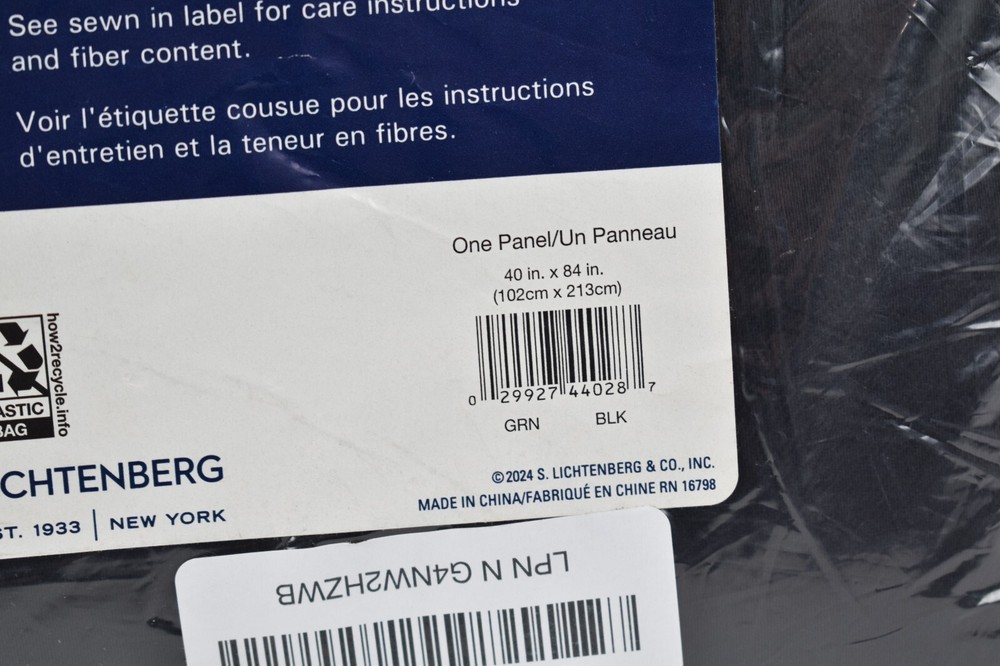 See sewn in label for care instructions
and fiber content.
Voir l'étiquette cousue pour les instructions
d'entretien et la teneur en fibres.
One Panel/Un Panneau
40 in. x 84 in.
(102cm x 213cm)
0 29927 44028 7
GRN BLK
how2recycle.info
ASTIC
BAG
CHTENBERG
ST. 1933 | NEW YORK
©2024 S. LICHTENBERG & CO., INC.
MADE IN CHINA/FABRIQUÉ EN CHINE RN 16798
LPN N G4NW2HZWB